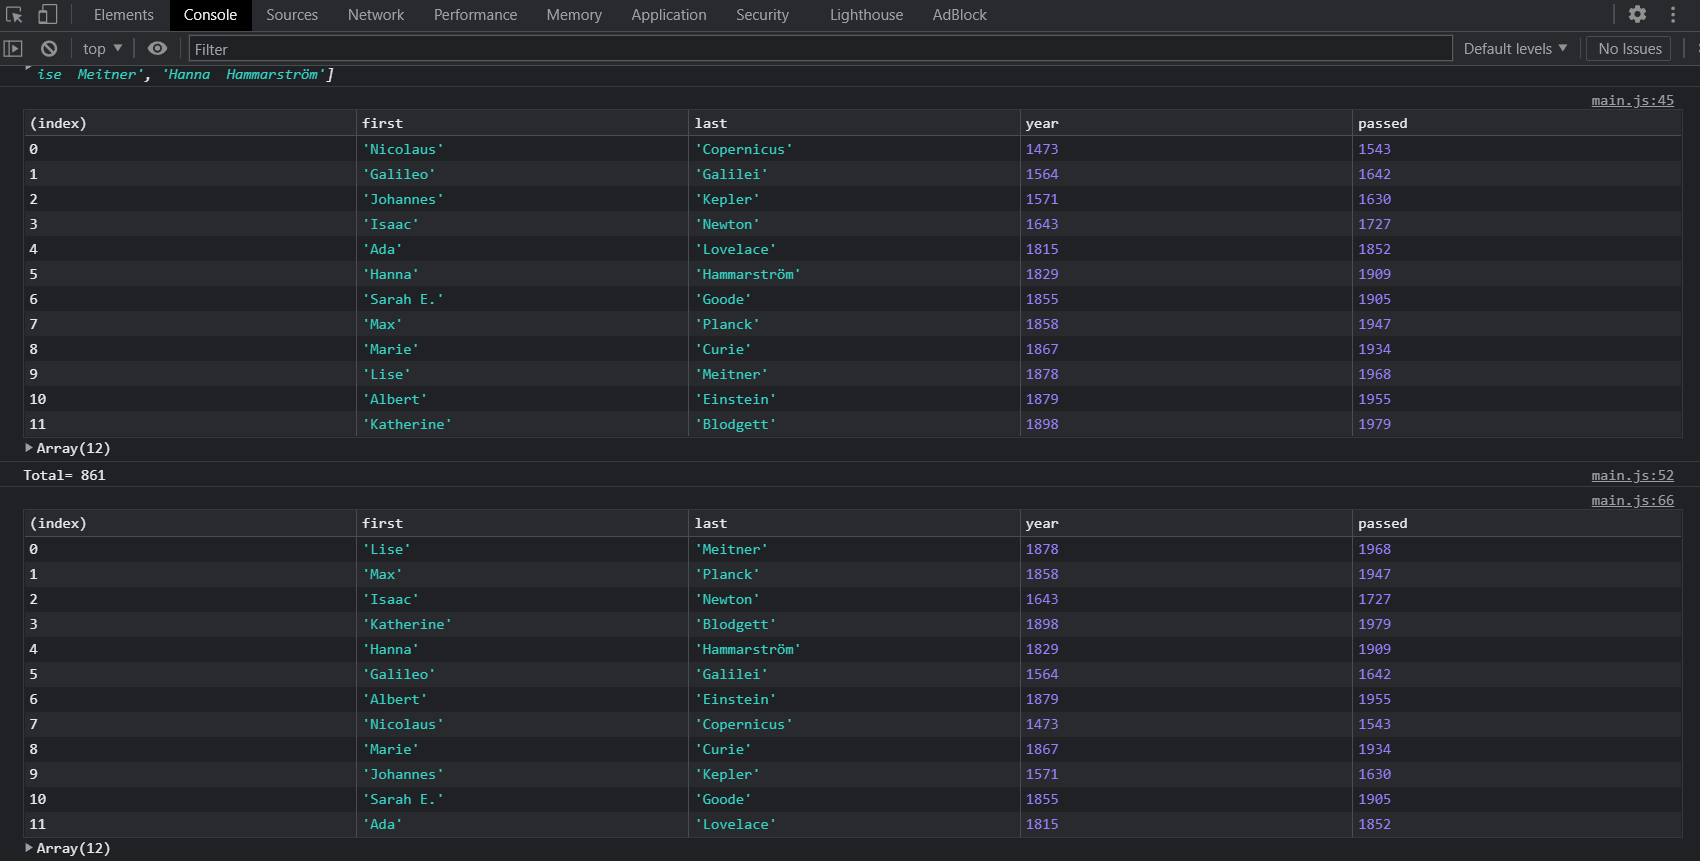 Elements Console Sources Network Performance Memory Application Security Lighthouse AdBlock
top Filter Default levels No Issues
ise  Meitner', 'Hanna  Hammarström']
main.js:45
(index) first last year passed
0 'Nicolaus' 'Copernicus' 1473 1543
1 'Galileo' 'Galilei' 1564 1642
2 'Johannes' 'Kepler' 1571 1630
3 'Isaac' 'Newton' 1643 1727
4 'Ada' 'Lovelace' 1815 1852
5 'Hanna' 'Hammarström' 1829 1909
6 'Sarah E.' 'Goode' 1855 1905
7 'Max' 'Planck' 1858 1947
8 'Marie' 'Curie' 1867 1934
9 'Lise' 'Meitner' 1878 1968
10 'Albert' 'Einstein' 1879 1955
11 'Katherine' 'Blodgett' 1898 1979
Array(12)
Total= 861 main.js:52
main.js:66
(index) first last year passed
0 'Lise' 'Meitner' 1878 1968
1 'Max' 'Planck' 1858 1947
2 'Isaac' 'Newton' 1643 1727
3 'Katherine' 'Blodgett' 1898 1979
4 'Hanna' 'Hammarström' 1829 1909
5 'Galileo' 'Galilei' 1564 1642
6 'Albert' 'Einstein' 1879 1955
7 'Nicolaus' 'Copernicus' 1473 1543
8 'Marie' 'Curie' 1867 1934
9 'Johannes' 'Kepler' 1571 1630
10 'Sarah E.' 'Goode' 1855 1905
11 'Ada' 'Lovelace' 1815 1852
Array(12)